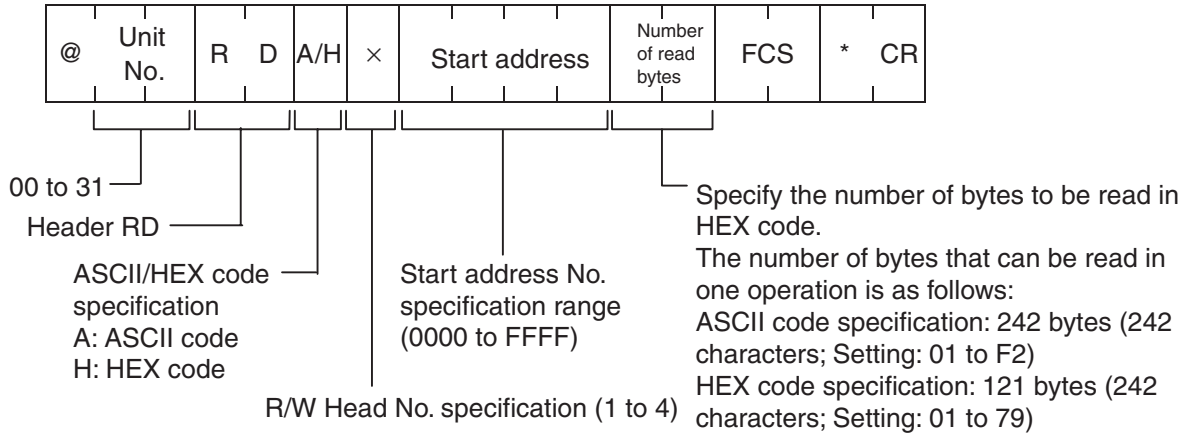 @ Unit No. R D A/H × Start address Number of read bytes FCS * CR
00 to 31
Header RD
ASCII/HEX code
specification
A: ASCII code
H: HEX code
R/W Head No. specification (1 to 4)
Start address No.
specification range
(0000 to FFFF)
Specify the number of bytes to be read in
HEX code.
The number of bytes that can be read in
one operation is as follows:
ASCII code specification: 242 bytes (242
characters; Setting: 01 to F2)
HEX code specification: 121 bytes (242
characters; Setting: 01 to 79)